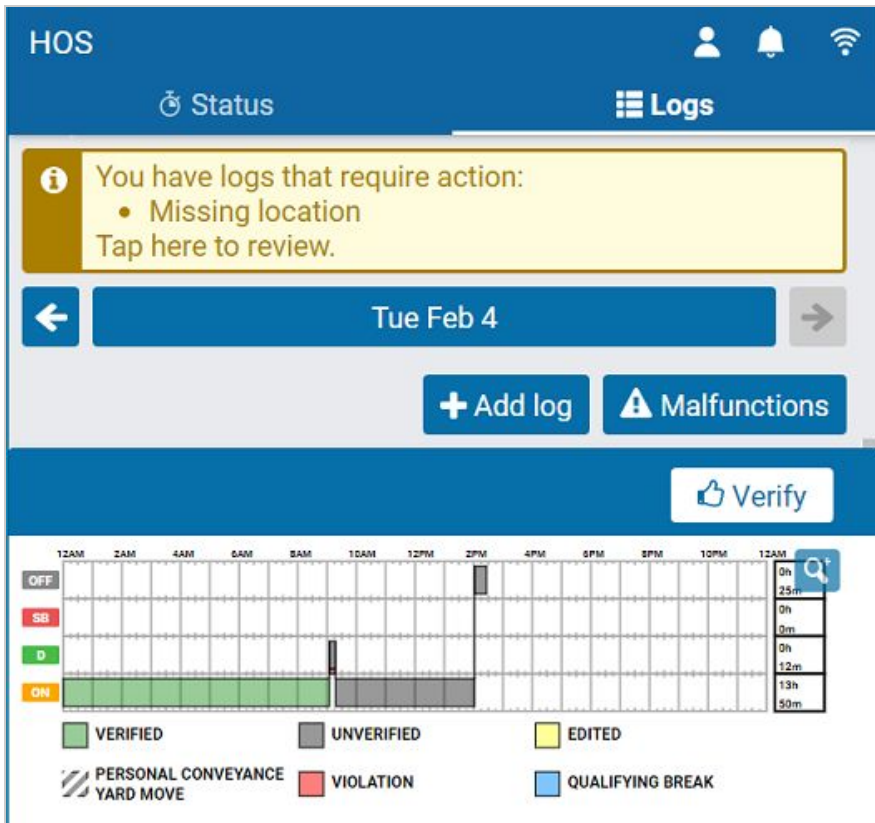 HOS
Status
Logs
You have logs that require action:
• Missing location
Tap here to review.
Tue Feb 4
Add log
Malfunctions
Verify
12AM 2AM 4AM 6AM 8AM 10AM 12PM 2PM 4PM 6PM 8PM 10PM 12AM
OFF 0h 25m
SB 0h 0m
D 0h 12m
ON 13h 50m
VERIFIED UNVERIFIED EDITED
PERSONAL CONVEYANCE
YARD MOVE
VIOLATION QUALIFYING BREAK